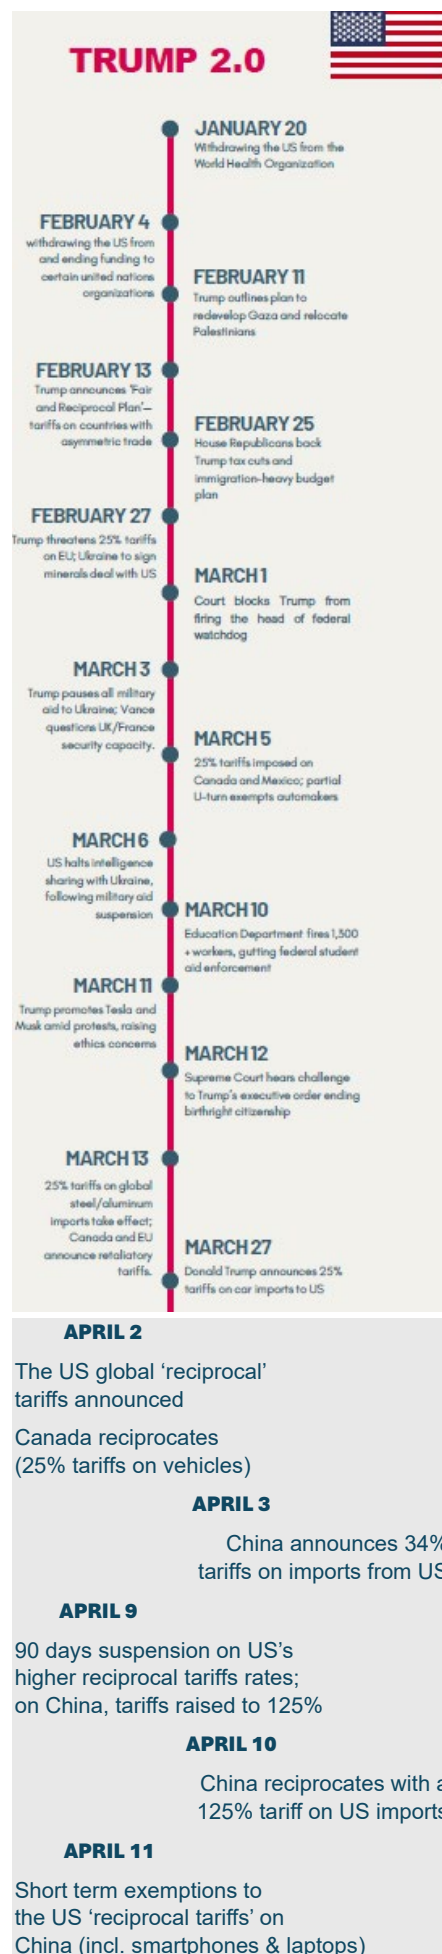 TRUMP 2.0
JANUARY 20
Withdrawing the US from the
World Health Organization
FEBRUARY 4
withdrawing the US from
and ending funding to
certain united nations
organizations
FEBRUARY 11
Trump outlines plan to
redevelop Gaza and relocate
Palestinians
FEBRUARY 13
Trump announces 'Fair
and Reciprocal Plan'—
tariffs on countries with
asymmetric trade
FEBRUARY 25
House Republicans back
Trump tax cuts and
immigration-heavy budget
plan
FEBRUARY 27
Trump threatens 25% tariffs
on EU; Ukraine to sign
minerals deal with US
MARCH 1
Court blocks Trump from
firing the head of federal
watchdog
MARCH 3
Trump pauses all military
aid to Ukraine; Vance
questions UK/France
security capacity.
MARCH 5
25% tariffs imposed on
Canada and Mexico; partial
U-turn exempts automakers
MARCH 6
US halts intelligence
sharing with Ukraine,
following military aid
suspension
MARCH 10
Education Department fires 1,300
+ workers, gutting federal student
aid enforcement
MARCH 11
Trump promotes Tesla and
Musk amid protests, raising
ethics concerns
MARCH 12
Supreme Court hears challenge
to Trump's executive order ending
birthright citizenship
MARCH 13
25% tariffs on global
steel/aluminum
imports take effect;
Canada and EU
announce retaliatory
tariffs.
MARCH 27
Donald Trump announces 25%
tariffs on car imports to US
APRIL 2
The US global ‘reciprocal’
tariffs announced
Canada reciprocates
(25% tariffs on vehicles)
APRIL 3
China announces 34%
tariffs on imports from US
APRIL 9
90 days suspension on US’s
higher reciprocal tariffs rates;
on China, tariffs raised to 125%
APRIL 10
China reciprocates with a
125% tariff on US imports
APRIL 11
Short term exemptions to
the US ‘reciprocal tariffs’ on
China (incl. smartphones & laptops)